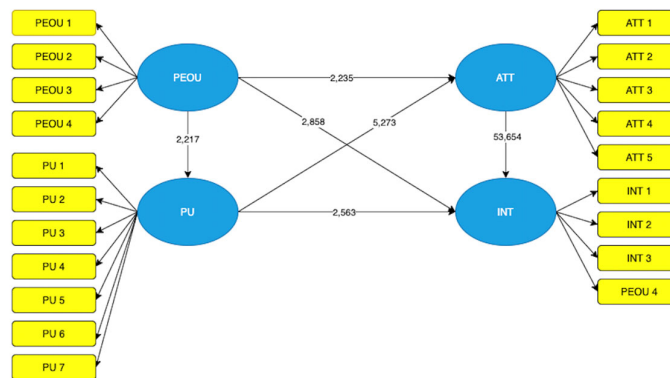 PEOU 1
PEOU 2
PEOU 3
PEOU 4
PU 1
PU 2
PU 3
PU 4
PU 5
PU 6
PU 7
PEOU
PU
2,217
2,235
2,858
5,273
2,563
ATT
53,654
INT
ATT 1
ATT 2
ATT 3
ATT 4
ATT 5
INT 1
INT 2
INT 3
PEOU 4